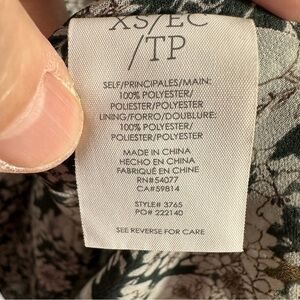 XS/EC
/TP
SELF/PRINCIPALES/MAIN:
100% POLYESTER/
POLIESTER/POLYESTER
LINING/FORRO/DOUBLURE:
100% POLYESTER/
POLIESTER/POLYESTER
MADE IN CHINA
HECHO EN CHINA
FABRIQUÉ EN CHINE
RN#54077
CA#59814
STYLE# 3765
PO# 222140
SEE REVERSE FOR CARE